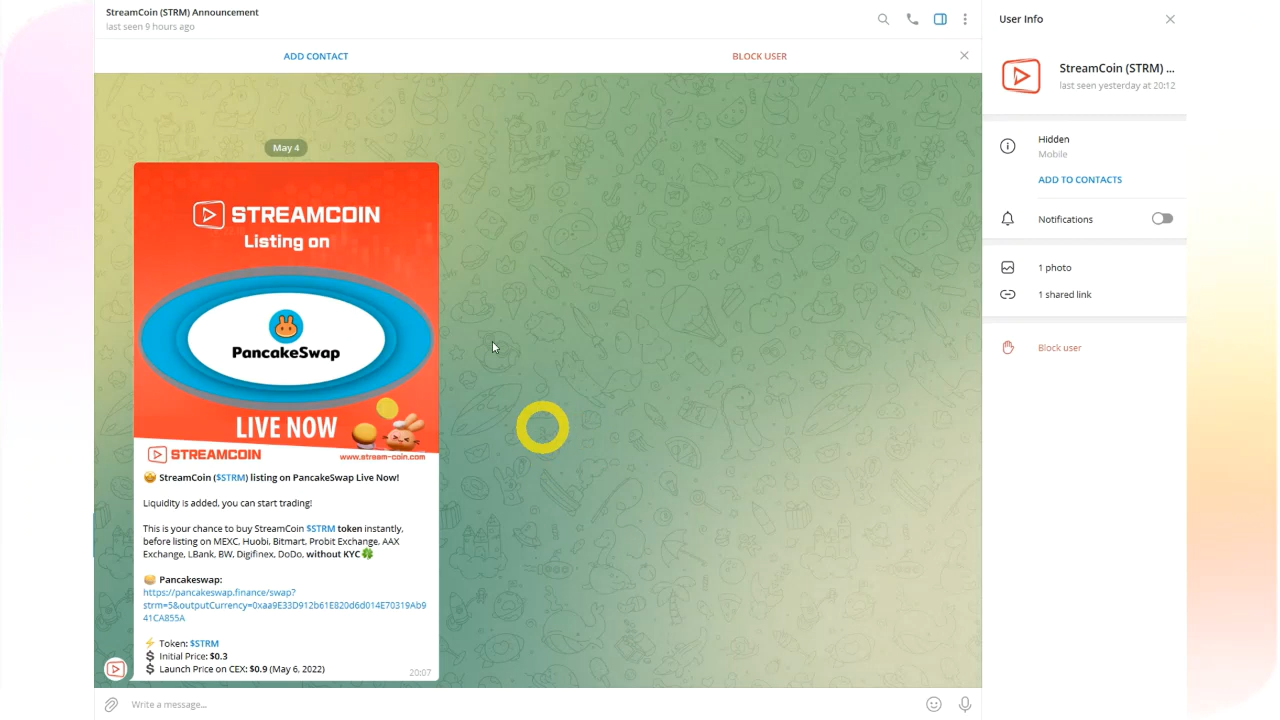 StreamCoin (STRM) Announcement
last seen 9 hours ago
ADD CONTACT
BLOCK USER
May 4
STREAMCOIN
Listing on
PancakeSwap
LIVE NOW
STREAMCOIN
www.stream-coin.com
StreamCoin ($STRM) listing on PancakeSwap Live Now!
Liquidity is added, you can start trading!
This is your chance to buy StreamCoin $STRM token instantly,
before listing on MEXC, Huobi, Bitmart, Probit Exchange, AAX
Exchange, LBank, BW, Digifinex, DoDo, without KYC🍀
Pancakeswap:
https://pancakeswap.finance/swap?
strm=5&outputCurrency=0xaa9E33D912b61E820d6d014E70319Ab9
41CA855A
⚡ Token: $STRM
Initial Price: $0.3
Launch Price on CEX: $0.9 (May 6, 2022)
20:07
Write a message...
User Info
StreamCoin (STRM) ...
last seen yesterday at 20:12
Hidden
Mobile
ADD TO CONTACTS
Notifications
1 photo
1 shared link
Block user